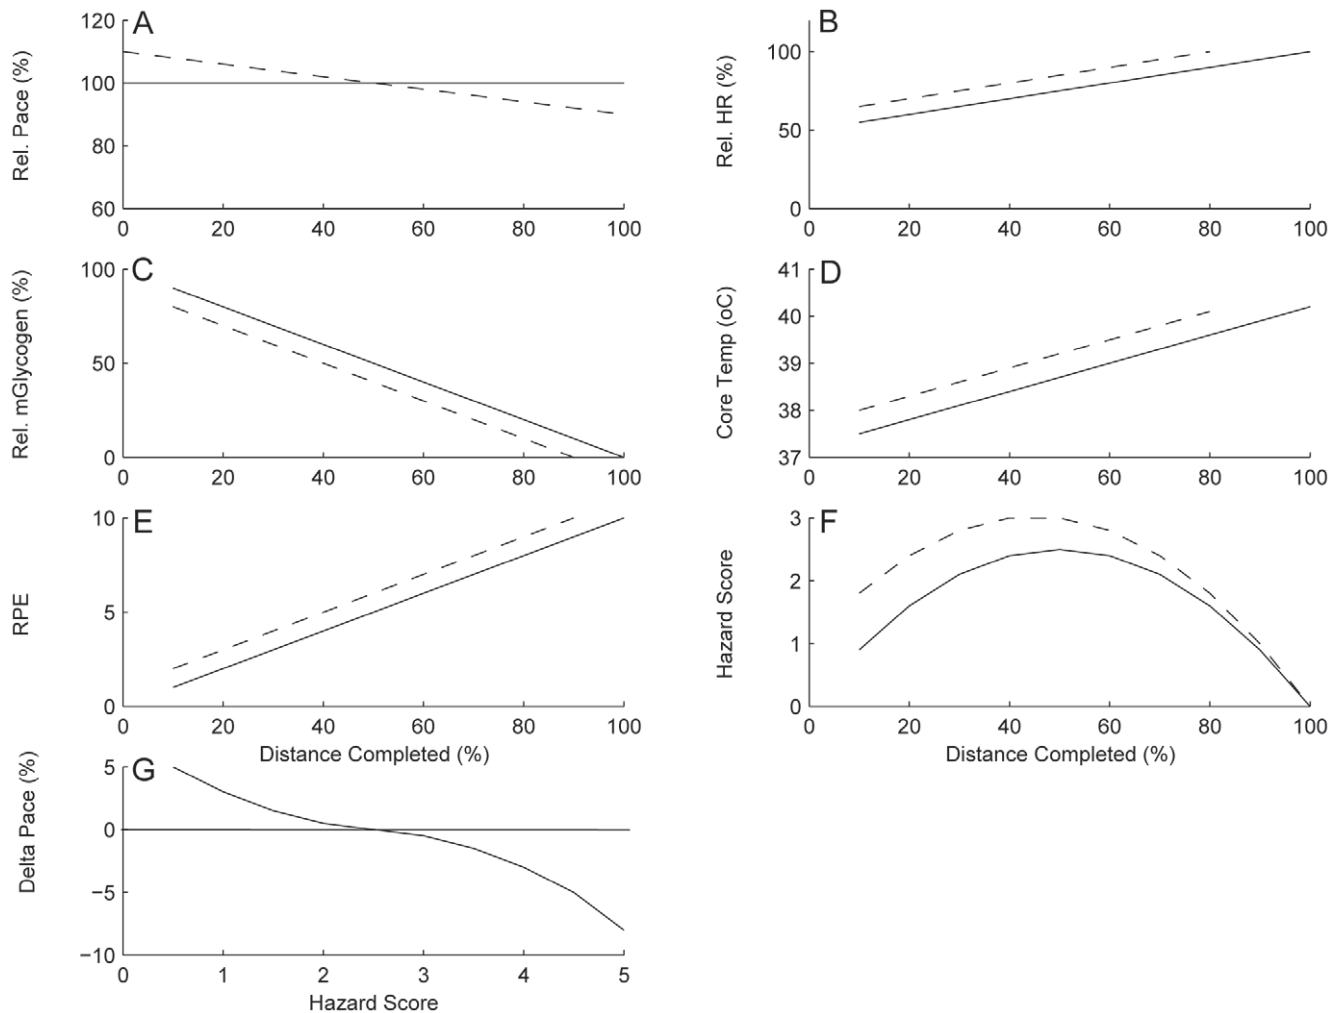 A
Rel. Pace (%)
120
100
80
60
0 20 40 60 80 100
B
Rel. HR (%)
100
50
0
0 20 40 60 80 100
C
Rel. mGlycogen (%)
100
50
0
0 20 40 60 80 100
D
Core Temp (oC)
41
40
39
38
37
0 20 40 60 80 100
E
RPE
10
5
0
0 20 40 60 80 100
Distance Completed (%)
F
Hazard Score
3
2
1
0
0 20 40 60 80 100
Distance Completed (%)
G
Delta Pace (%)
5
0
−5
−10
0 1 2 3 4 5
Hazard Score